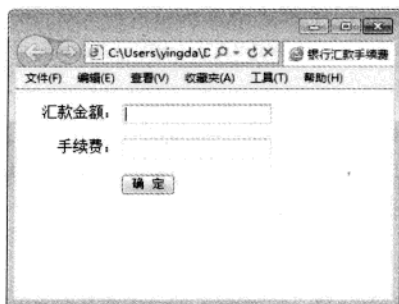 C:\Users\yingda\D
银行汇款手续费
文件(F) 编辑(E) 查看(V) 收藏夹(A) 工具(T) 帮助(H)
汇款金额：
手续费：
确 定